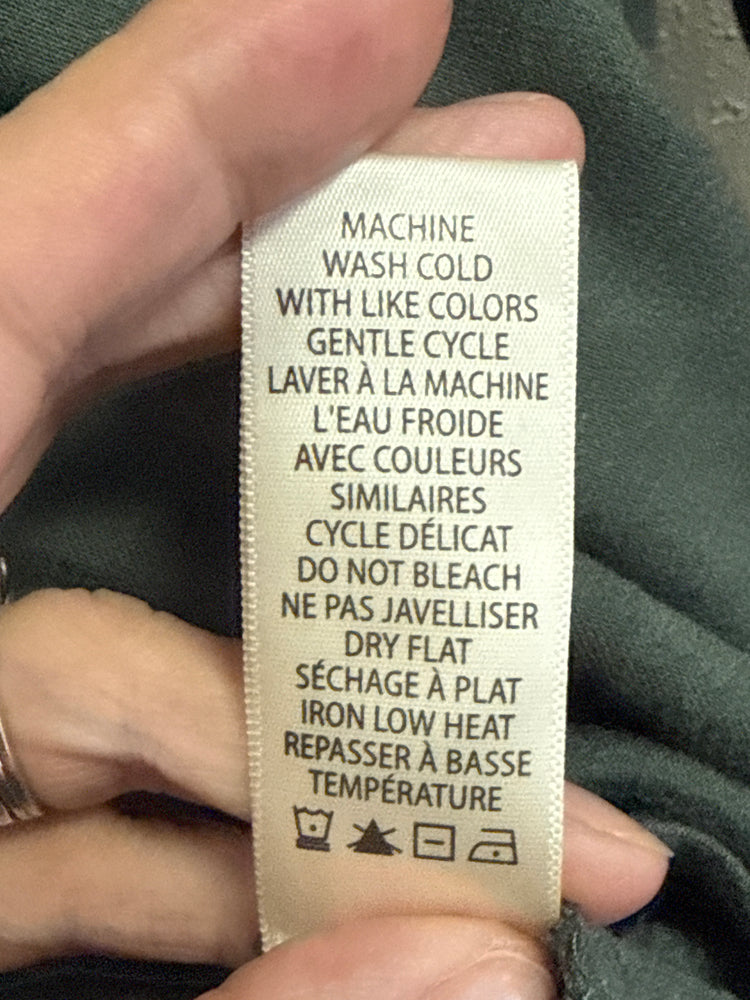 MACHINE
WASH COLD
WITH LIKE COLORS
GENTLE CYCLE
LAVER À LA MACHINE
L'EAU FROIDE
AVEC COULEURS
SIMILAIRES
CYCLE DÉLICAT
DO NOT BLEACH
NE PAS JAVELLISER
DRY FLAT
SÉCHAGE À PLAT
IRON LOW HEAT
REPASSER À BASSE
TEMPÉRATURE